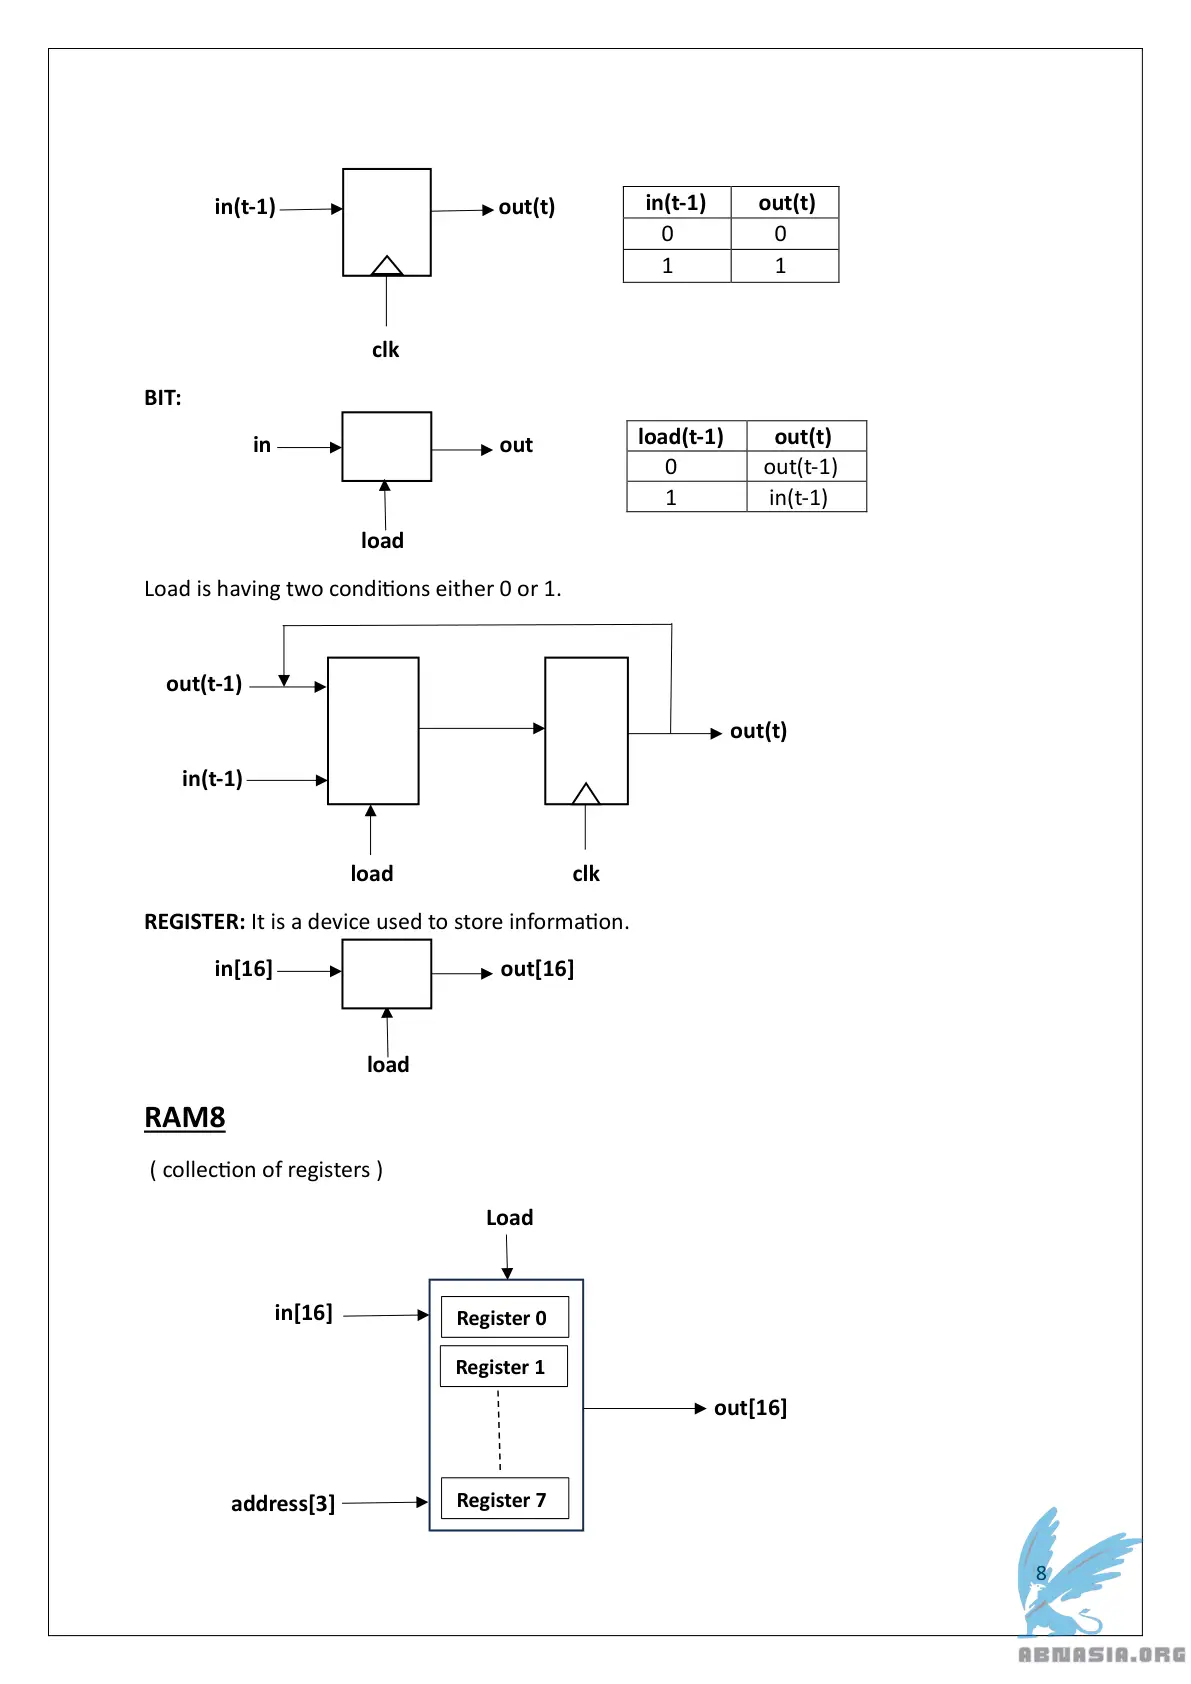 in(t-1) out(t) in(t-1) out(t)
0 0
1 1
clk
BIT:
in out load(t-1) out(t)
0 out(t-1)
1 in(t-1)
load
Load is having two conditions either 0 or 1.
out(t-1)
out(t)
in(t-1)
load clk
REGISTER: It is a device used to store information.
in[16] out[16]
load
RAM8
( collection of registers )
Load
in[16] Register 0
Register 1
out[16]
address[3] Register 7
8
ABNASIA.ORG